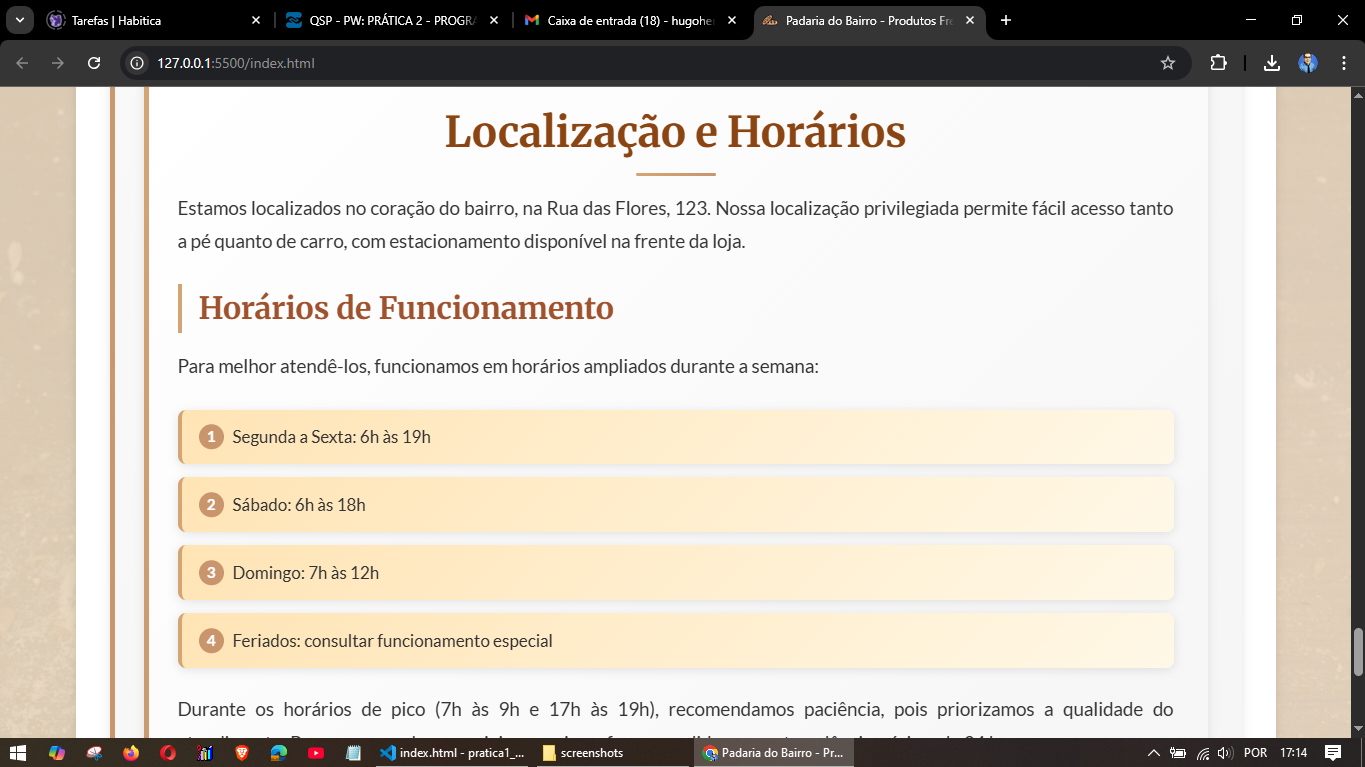 Tarefas | Habitica
QSP - PW: PRÁTICA 2 - PROGRA
Caixa de entrada (18) - hugoher
Padaria do Bairro - Produtos Fre
127.0.0.1:5500/index.html
Localização e Horários
Estamos localizados no coração do bairro, na Rua das Flores, 123. Nossa localização privilegiada permite fácil acesso tanto
a pé quanto de carro, com estacionamento disponível na frente da loja.
Horários de Funcionamento
Para melhor atendê-los, funcionamos em horários ampliados durante a semana:
1 Segunda a Sexta: 6h às 19h
2 Sábado: 6h às 18h
3 Domingo: 7h às 12h
4 Feriados: consultar funcionamento especial
Durante os horários de pico (7h às 9h e 17h às 19h), recomendamos paciência, pois priorizamos a qualidade do
index.html - pratica1_...
screenshots
Padaria do Bairro - Pr...
POR
17:14